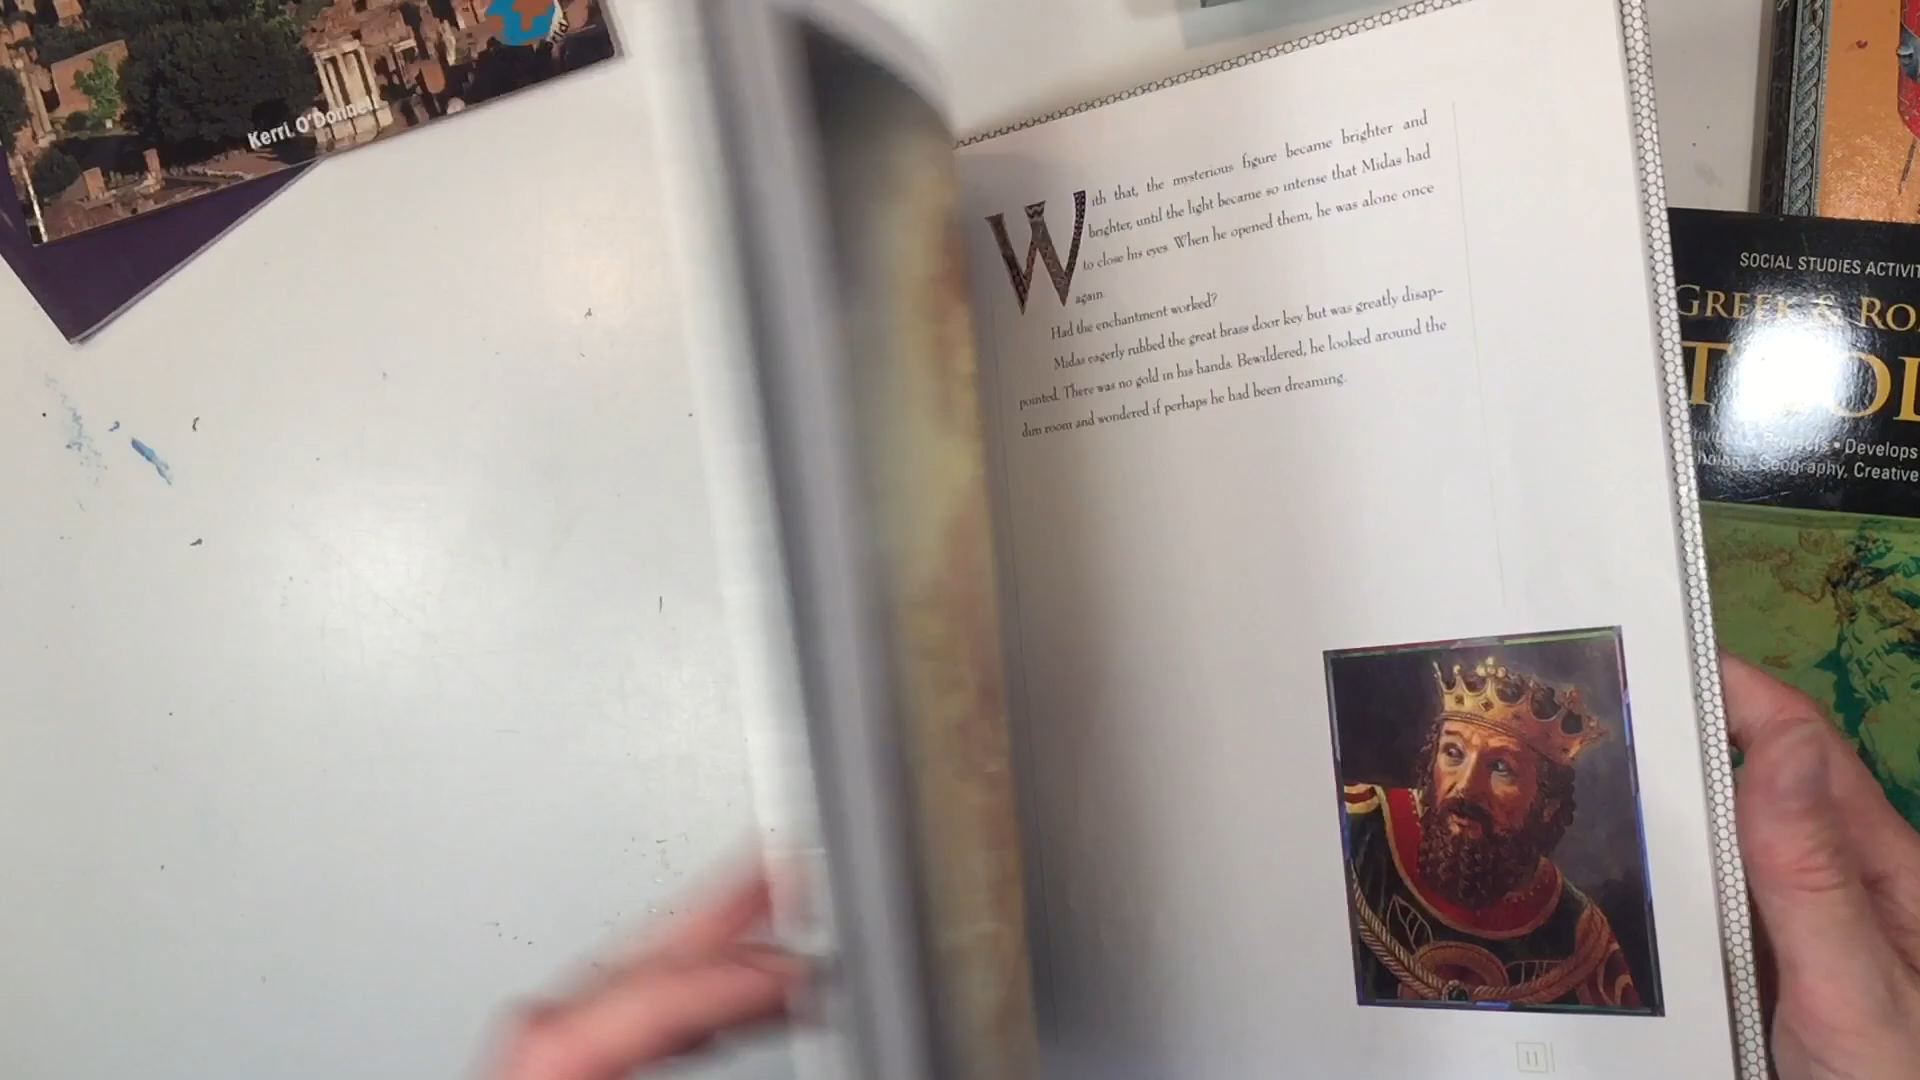 Kerri O'Donnell
With that, the mysterious figure became brighter and
brighter, until the light became so intense that Midas had
to close his eyes. When he opened them, he was alone once
again.
Had the enchantment worked?
Midas eagerly rubbed the great brass door key but was greatly disap-
pointed. There was no gold in his hands. Bewildered, he looked around the
dim room and wondered if perhaps he had been dreaming.
11
SOCIAL STUDIES ACTIVIT
GREEK & RO
• Develops
Geography, Creative